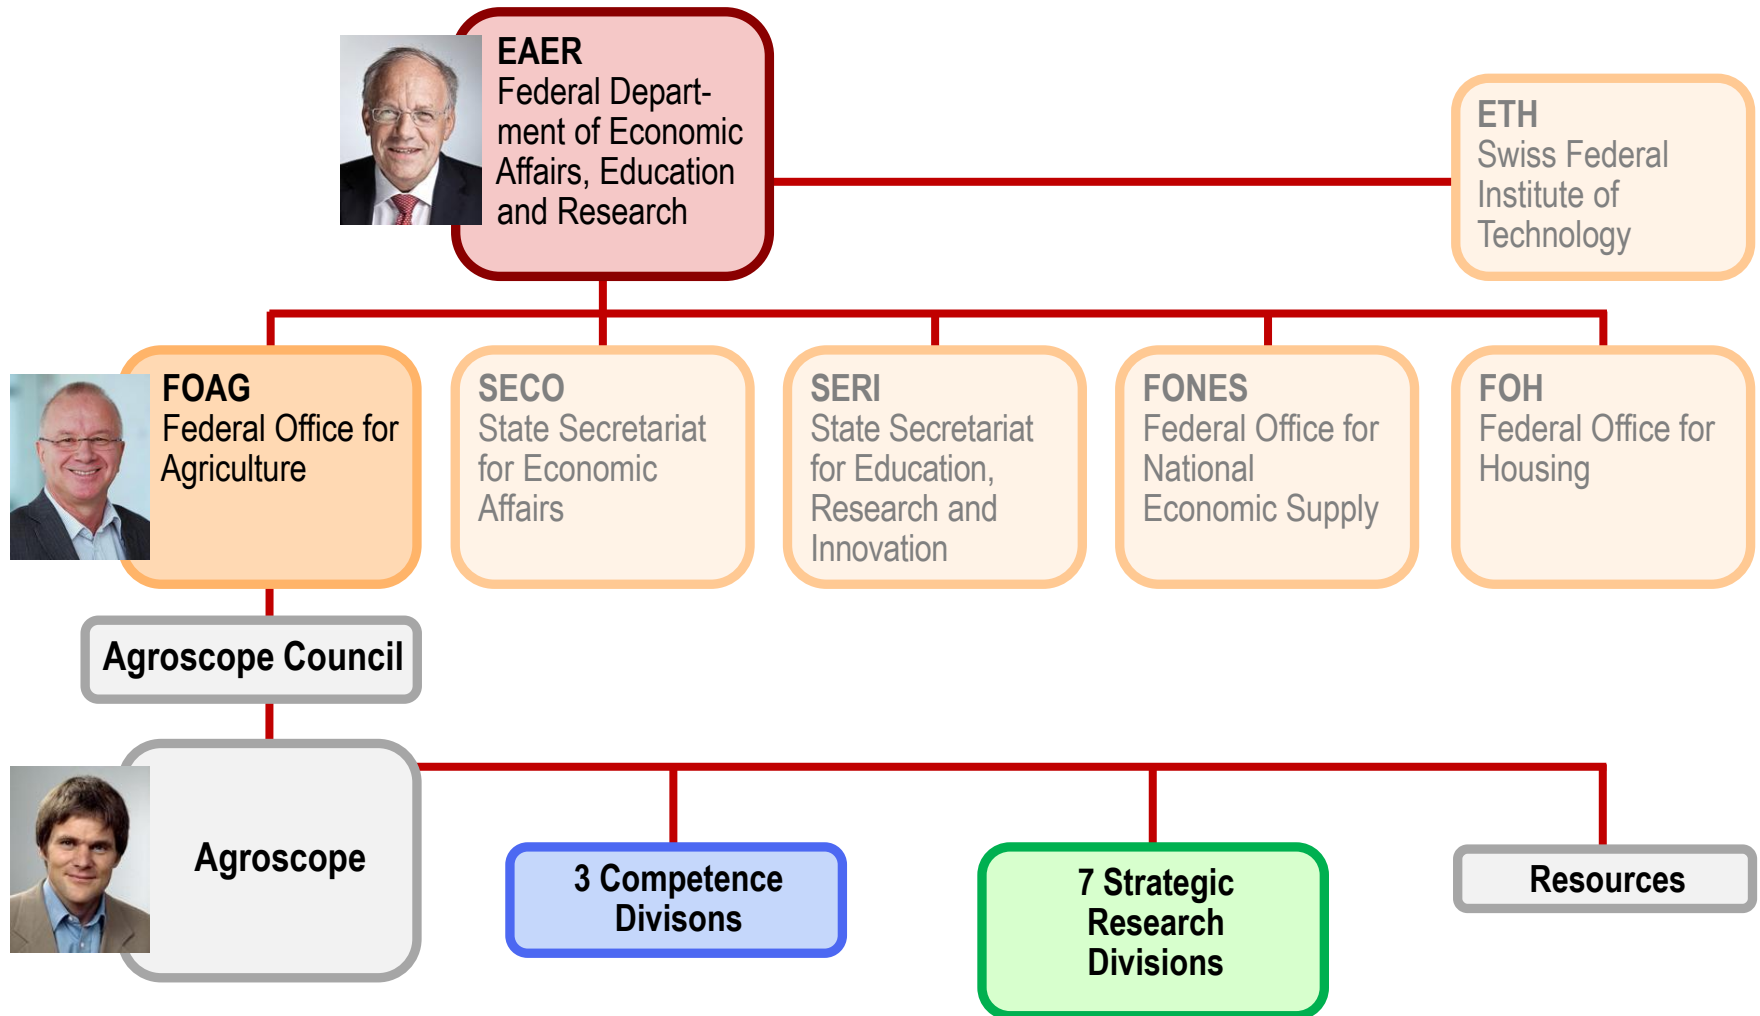 EAER
Federal Depart-
ment of Economic
Affairs, Education
and Research
ETH
Swiss Federal
Institute of
Technology
FOAG
Federal Office for
Agriculture
SECO
State Secretariat
for Economic
Affairs
SERI
State Secretariat
for Education,
Research and
Innovation
FONES
Federal Office for
National
Economic Supply
FOH
Federal Office for
Housing
Agroscope Council
Agroscope
3 Competence
Divisons
7 Strategic
Research
Divisions
Resources